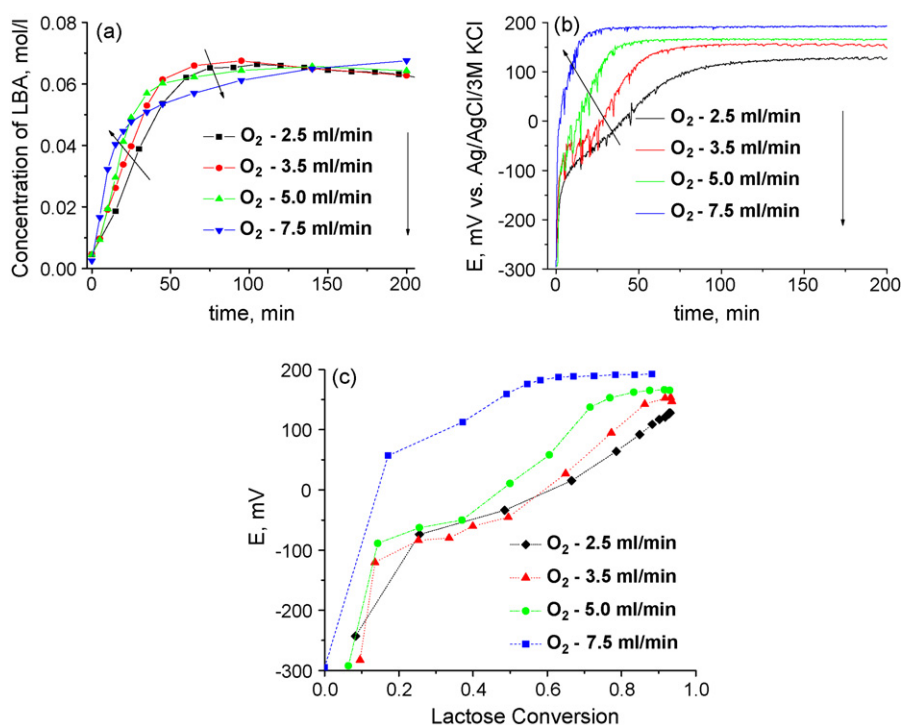 (a)
Concentration of LBA, mol/l
0.06
0.04
0.02
0.00
O₂ - 2.5 ml/min
O₂ - 3.5 ml/min
O₂ - 5.0 ml/min
O₂ - 7.5 ml/min
0 50 100 150 200
time, min
(b)
E, mV vs. Ag/AgCl/3M KCl
200
100
0
-100
-200
-300
O₂ - 2.5 ml/min
O₂ - 3.5 ml/min
O₂ - 5.0 ml/min
O₂ - 7.5 ml/min
0 50 100 150 200
time, min
(c)
E, mV
200
100
0
-100
-200
-300
O₂ - 2.5 ml/min
O₂ - 3.5 ml/min
O₂ - 5.0 ml/min
O₂ - 7.5 ml/min
0.0 0.2 0.4 0.6 0.8 1.0
Lactose Conversion